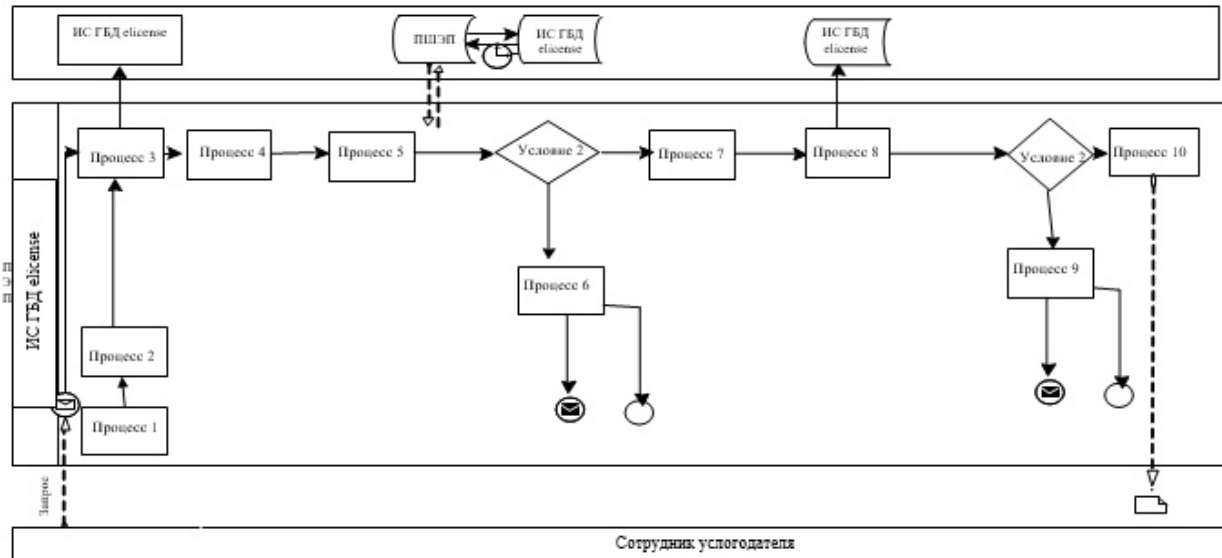 ИС ГБД elicense
ПШЭП
ИС ГБД
elicense
ИС ГБД
elicense
Процесс 3
Процесс 4
Процесс 5
Условие 2
Процесс 7
Процесс 8
Условие 2
Процесс 10
П
Э
П
ИС ГБД elicense
Процесс 6
Процесс 9
Процесс 2
Процесс 1
Запрос
Сотрудник услогодателя